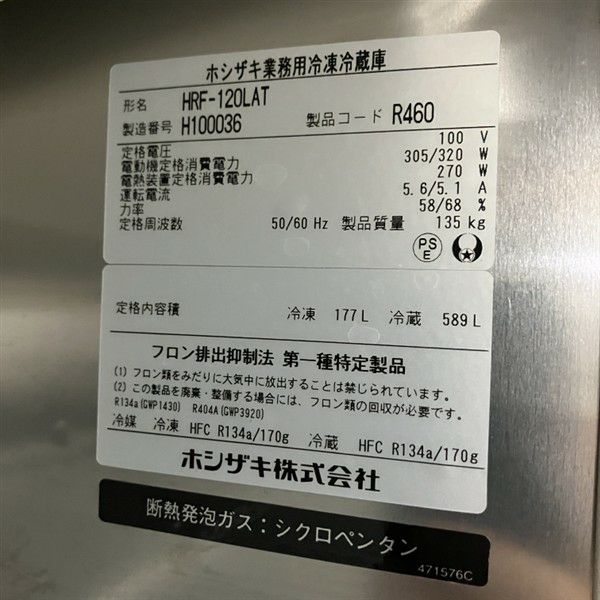 ホシザキ業務用冷凍冷蔵庫
形名 HRF-120LAT
製造番号 H100036 製品コード R460
定格電圧 100 V
電動機定格消費電力 305/320 W
電熱装置定格消費電力 270 W
運転電流 5.6/5.1 A
力率 58/68 %
定格周波数 50/60 Hz 製品質量 135 kg
PS
E
定格内容積 冷凍 177L 冷蔵 589L
フロン排出抑制法 第一種特定製品
(1) フロン類をみだりに大気中に放出することは禁じられています。
(2) この製品を廃棄・整備する場合には、フロン類の回収が必要です。
R134a(GWP1430) R404A(GWP3920)
冷媒 冷凍 HFC R134a/170g 冷蔵 HFC R134a/170g
ホシザキ株式会社
断熱発泡ガス：シクロペンタン
471576C